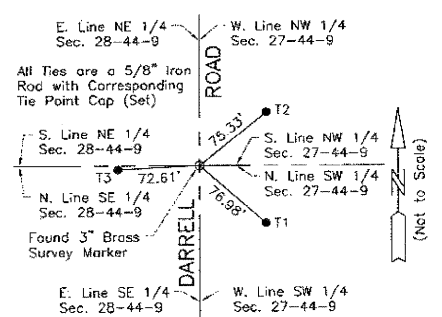 E. Line NE 1/4
Sec. 28-44-9
W. Line NW 1/4
Sec. 27-44-9
All Ties are a 5/8" Iron
Rod with Corresponding
Tie Point Cap (Set)
ROAD
T2
75.33'
S. Line NE 1/4
Sec. 28-44-9
S. Line NW 1/4
Sec. 27-44-9
T3
72.61'
N. Line SE 1/4
Sec. 28-44-9
N. Line SW 1/4
Sec. 27-44-9
76.98'
T1
Found 3" Brass
Survey Marker
DARRELL
N
(Not to Scale)
E. Line SE 1/4
Sec. 28-44-9
W. Line SW 1/4
Sec. 27-44-9